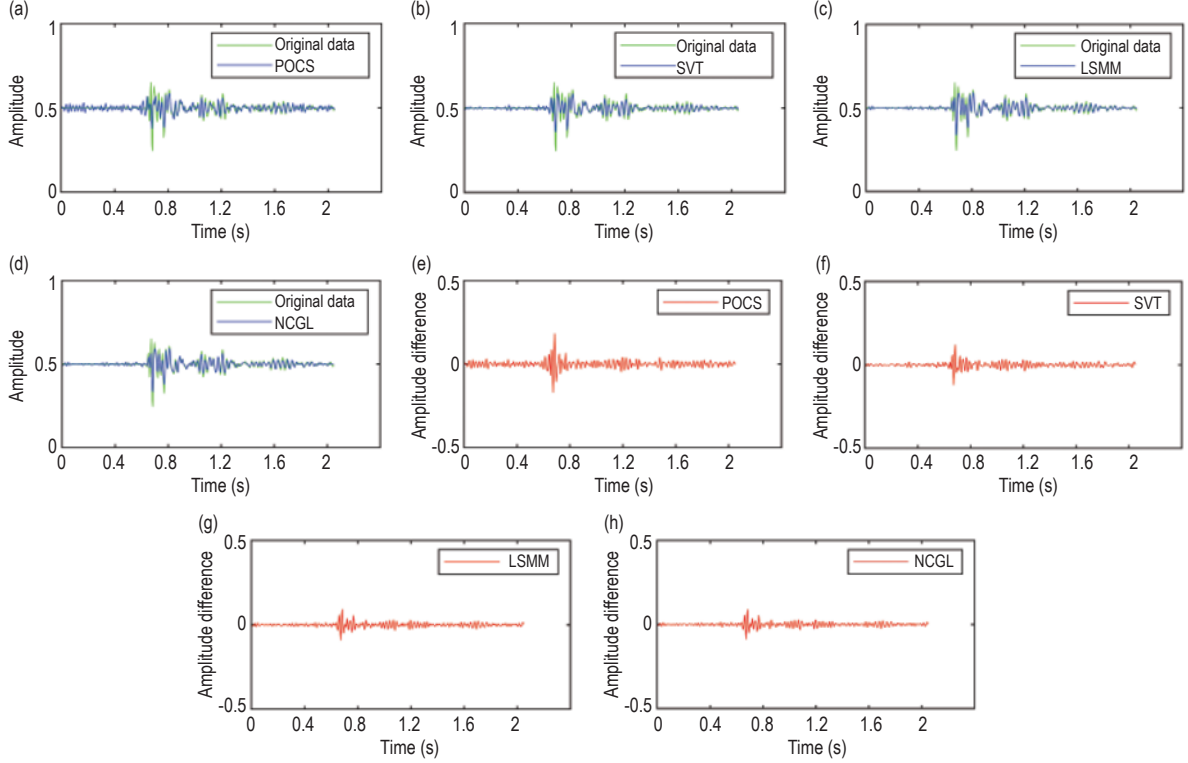 (a)
1
Original data
POCS
Amplitude
0.5
0
0 0.4 0.8 1.2 1.6 2
Time (s)
(b)
1
Original data
SVT
Amplitude
0.5
0
0 0.4 0.8 1.2 1.6 2
Time (s)
(c)
1
Original data
LSMM
Amplitude
0.5
0
0 0.4 0.8 1.2 1.6 2
Time (s)
(d)
1
Original data
NCGL
Amplitude
0.5
0
0 0.4 0.8 1.2 1.6 2
Time (s)
(e)
0.5
POCS
Amplitude difference
0
-0.5
0 0.4 0.8 1.2 1.6 2
Time (s)
(f)
0.5
SVT
Amplitude difference
0
-0.5
0 0.4 0.8 1.2 1.6 2
Time (s)
(g)
0.5
LSMM
Amplitude difference
0
-0.5
0 0.4 0.8 1.2 1.6 2
Time (s)
(h)
0.5
NCGL
Amplitude difference
0
-0.5
0 0.4 0.8 1.2 1.6 2
Time (s)